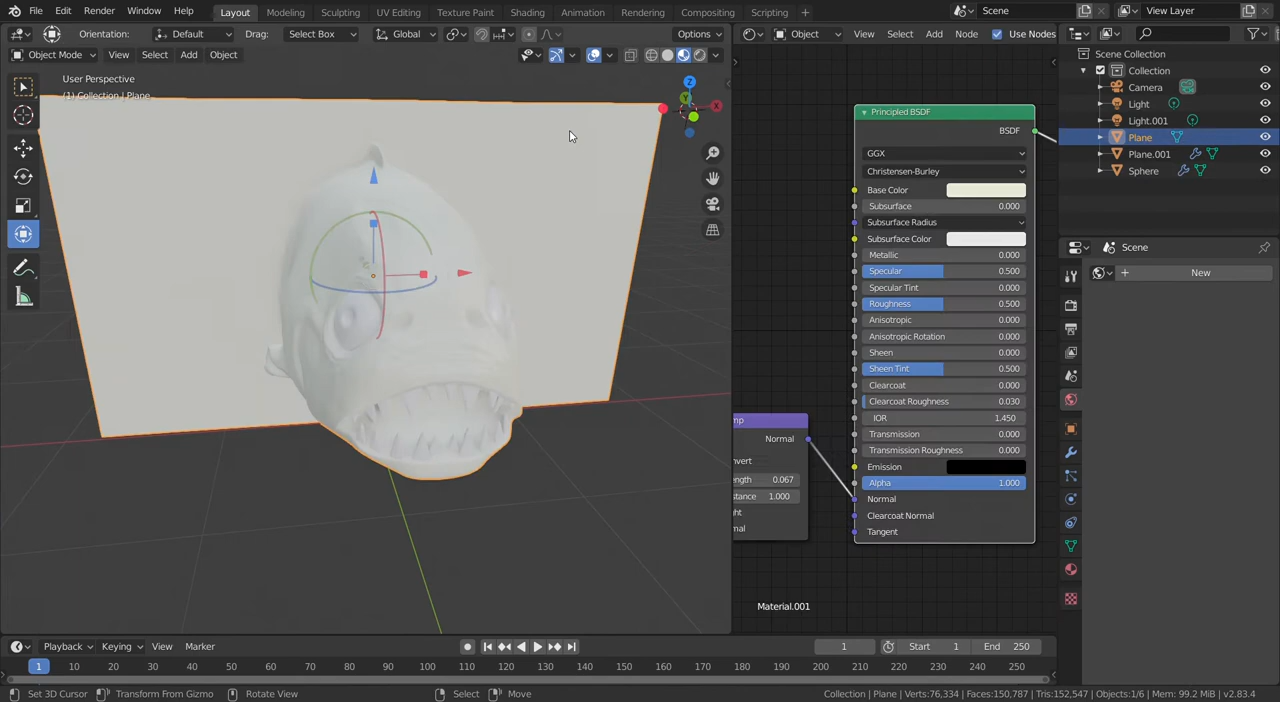 File Edit Render Window Help Layout Modeling Sculpting UV Editing Texture Paint Shading Animation Rendering Compositing Scripting + Scene View Layer
Orientation: Default Drag: Select Box Global Options Object View Select Add Node Use Nodes
Object Mode View Select Add Object
User Perspective
(1) Collection | Plane
Z
Y
X
Principled BSDF
BSDF
GGX
Christensen-Burley
Base Color
Subsurface 0.000
Subsurface Radius
Subsurface Color
Metallic 0.000
Specular 0.500
Specular Tint 0.000
Roughness 0.500
Anisotropic 0.000
Anisotropic Rotation 0.000
Sheen 0.000
Sheen Tint 0.500
Clearcoat 0.000
Clearcoat Roughness 0.030
IOR 1.450
Transmission 0.000
Transmission Roughness 0.000
Emission
Alpha 1.000
Normal
Clearcoat Normal
Tangent
mp
Normal
nvert
ength 0.067
stance 1.000
ht
mal
Material.001
Scene Collection
Collection
Camera
Light
Light.001
Plane
Plane.001
Sphere
Scene
+ New
Playback Keying View Marker 1 Start 1 End 250
1 10 20 30 40 50 60 70 80 90 100 110 120 130 140 150 160 170 180 190 200 210 220 230 240 250
Set 3D Cursor Transform From Gizmo Rotate View Select Move Collection | Plane | Verts:76,334 | Faces:150,787 | Tris:152,547 | Objects:1/6 | Mem: 99.2 MiB | v2.83.4